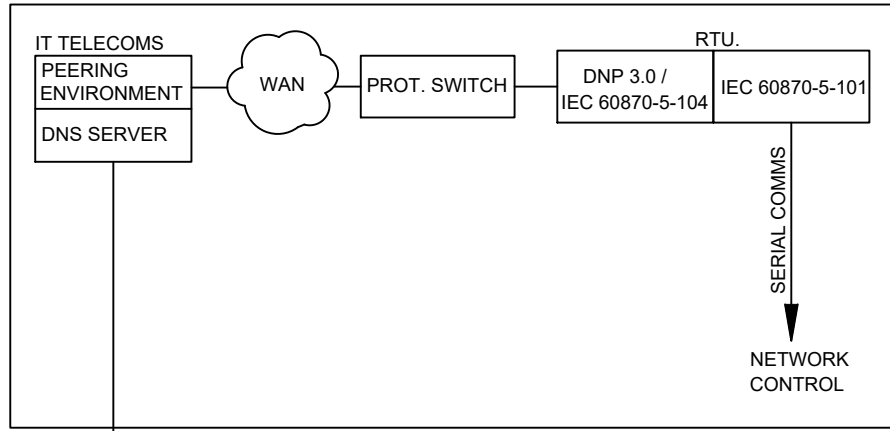 IT TELECOMS
PEERING
ENVIRONMENT
DNS SERVER
WAN
PROT. SWITCH
RTU.
DNP 3.0 /
IEC 60870-5-104
IEC 60870-5-101
SERIAL COMMS
NETWORK
CONTROL